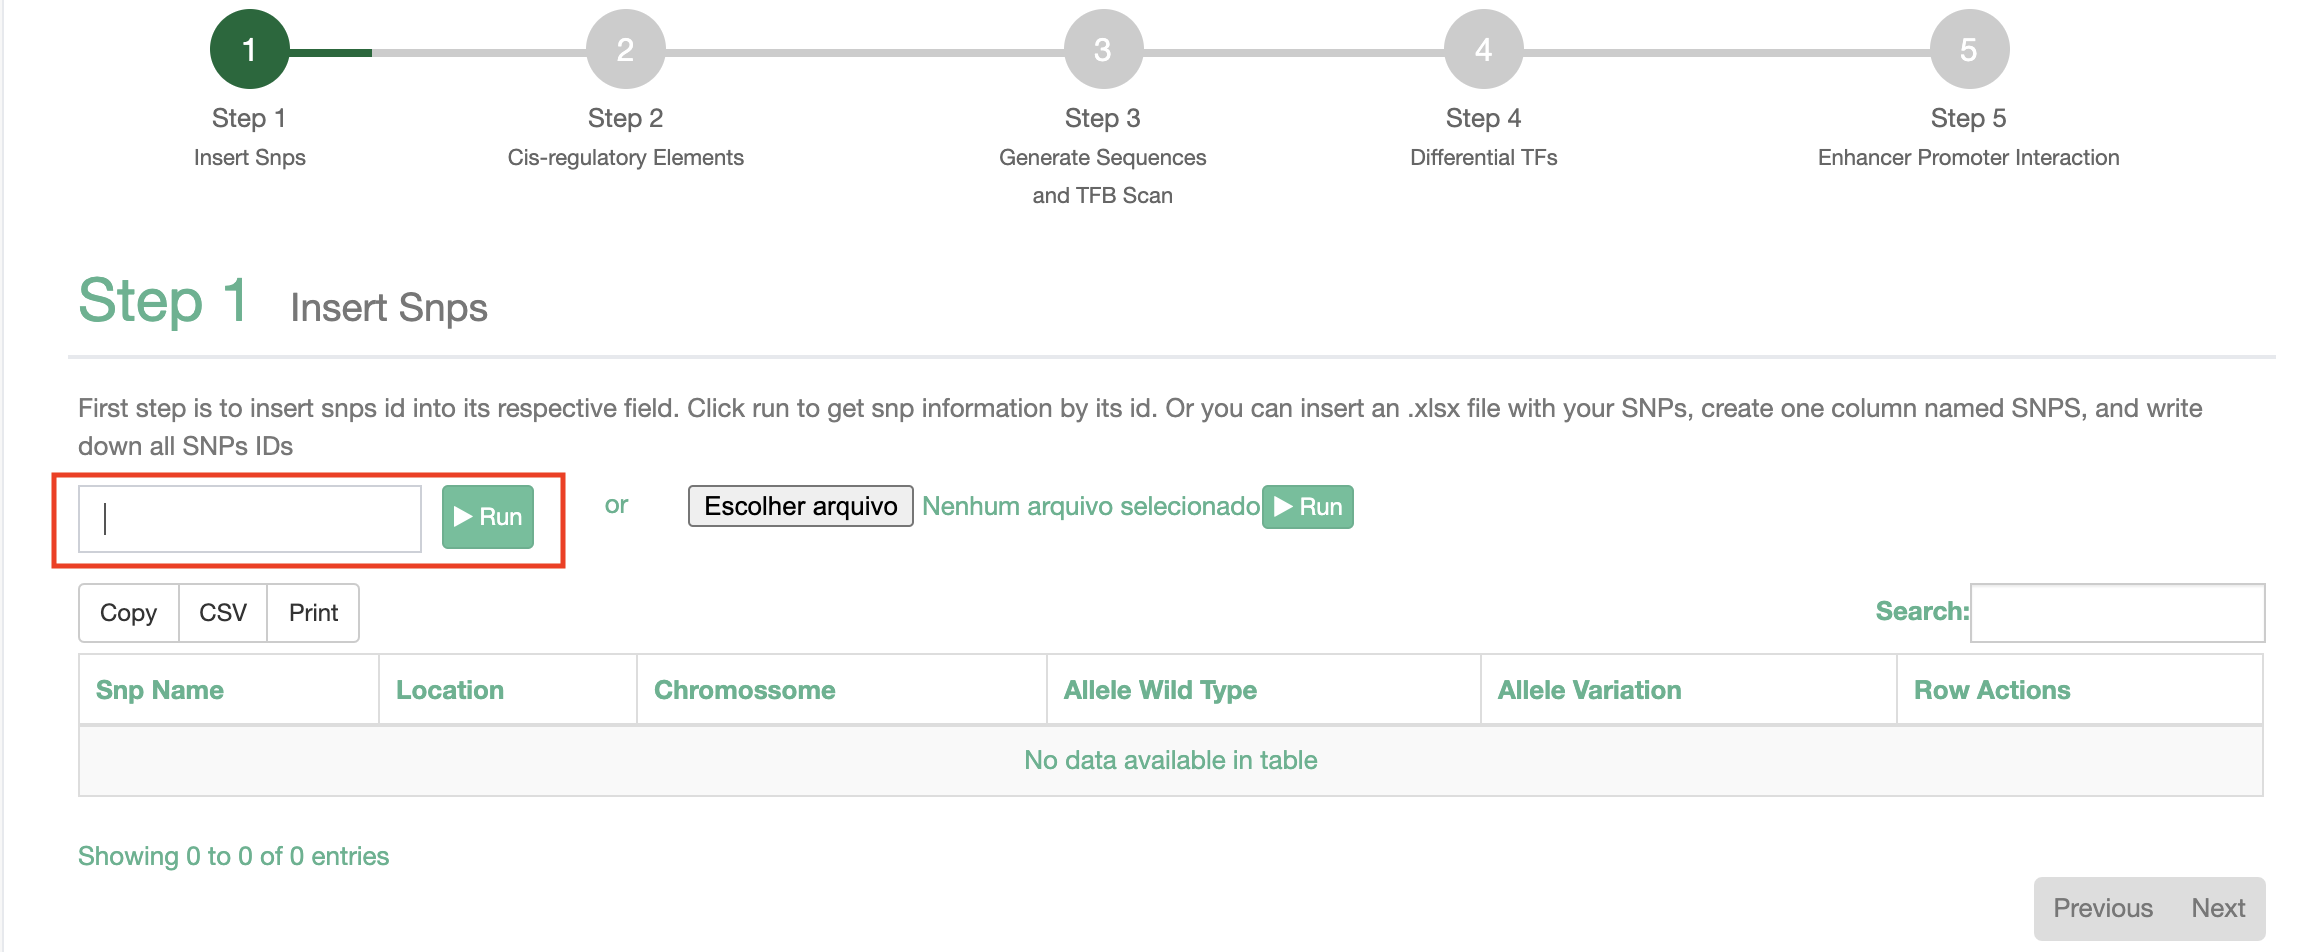 1 2 3 4 5
Step 1 Step 2 Step 3 Step 4 Step 5
Insert Snps Cis-regulatory Elements Generate Sequences Differential TFs Enhancer Promoter Interaction
and TFB Scan
Step 1 Insert Snps
First step is to insert snps id into its respective field. Click run to get snp information by its id. Or you can insert an .xlsx file with your SNPs, create one column named SNPS, and write
down all SNPs IDs
Run or Escolher arquivo Nenhum arquivo selecionado Run
Copy CSV Print Search:
Snp Name Location Chromossome Allele Wild Type Allele Variation Row Actions
No data available in table
Showing 0 to 0 of 0 entries
Previous Next